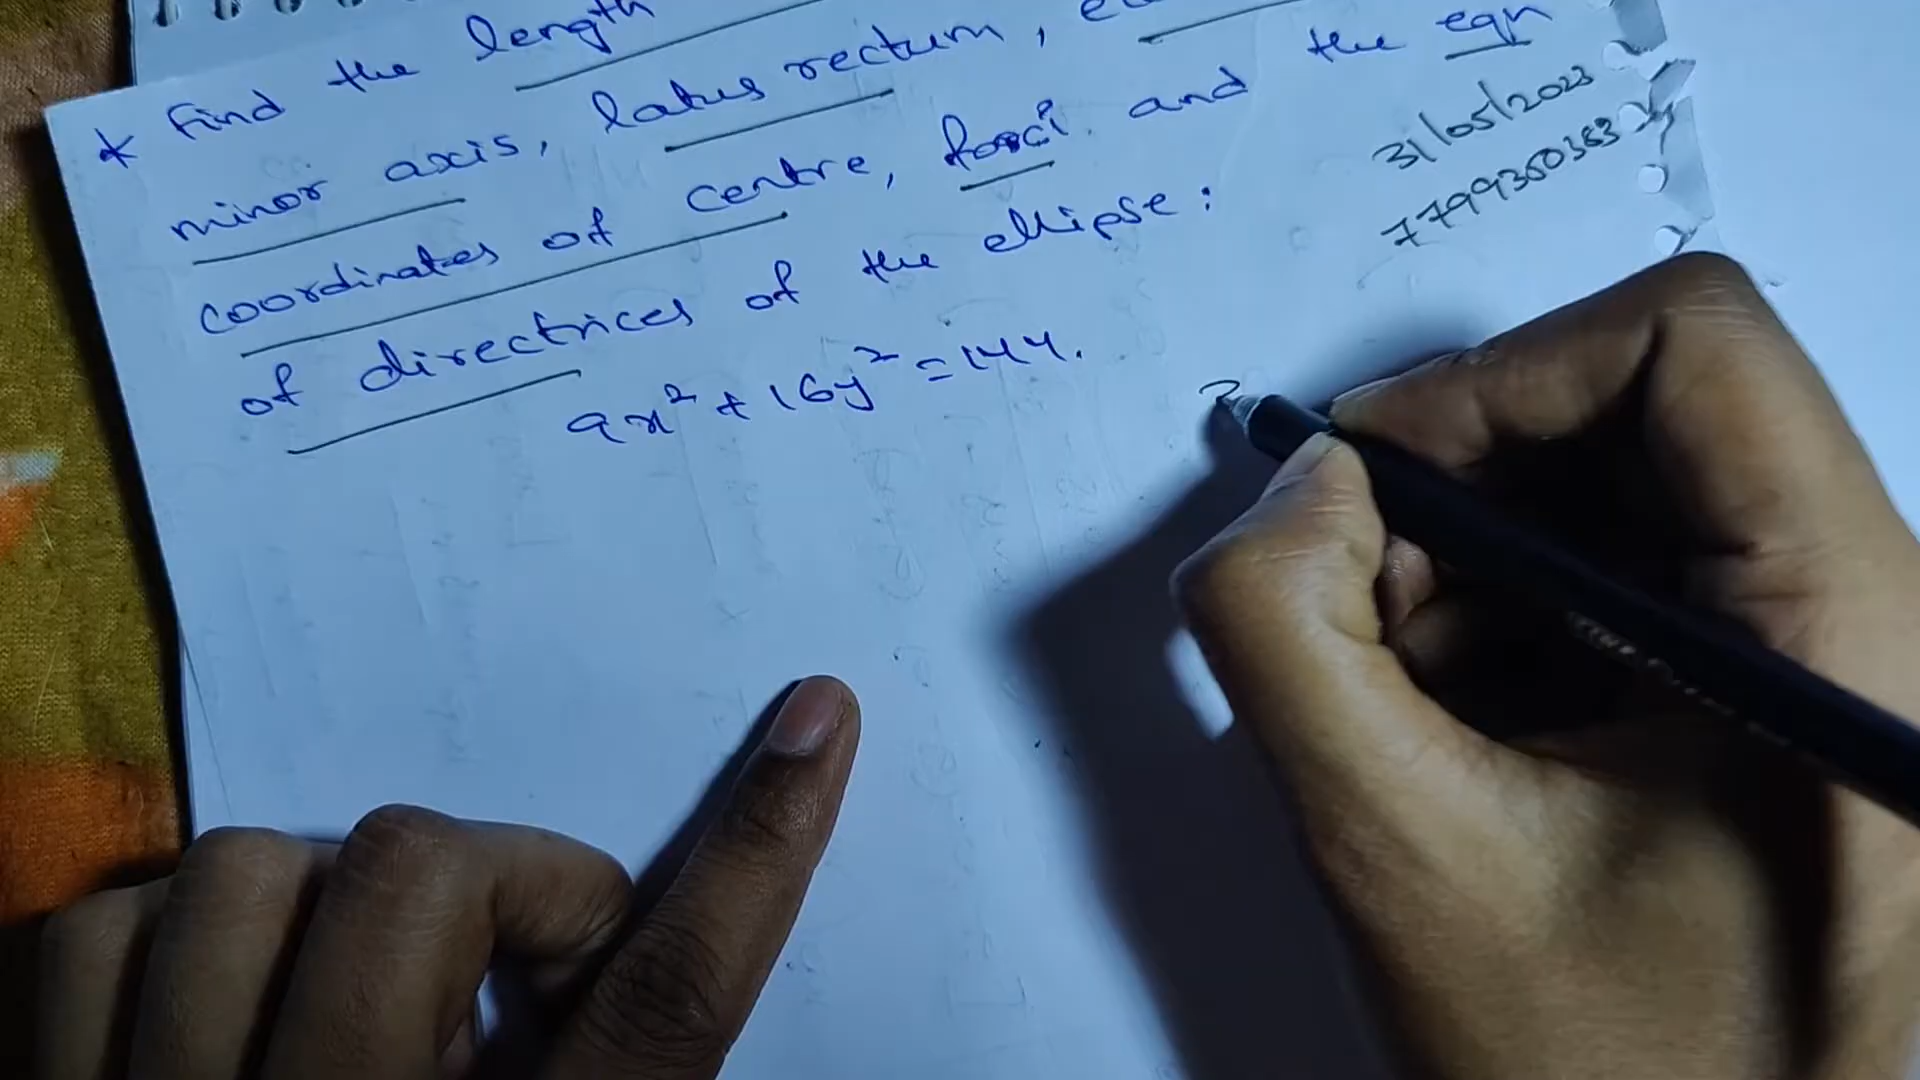 * Find the length
minor axis, latus rectum,
coordinates of centre, foci and the eqn
of directrices of the ellipse:
9x² + 16y² = 144.
31/05/2023
7799350363